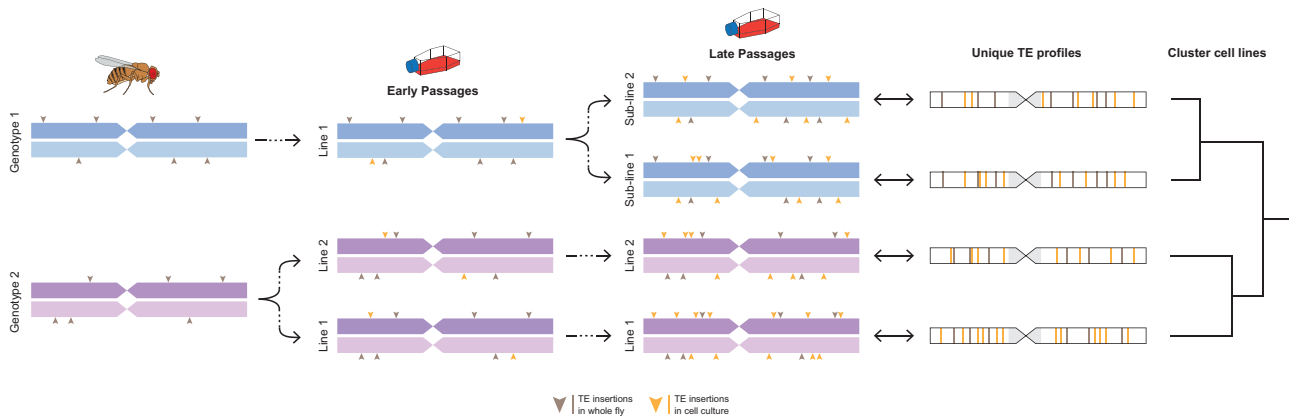 Early Passages
Late Passages
Unique TE profiles
Cluster cell lines
Genotype 1
Line 1
Sub-line 2
Sub-line 1
Genotype 2
Line 2
Line 2
Line 1
Line 1
TE insertions
in whole fly
TE insertions
in cell culture